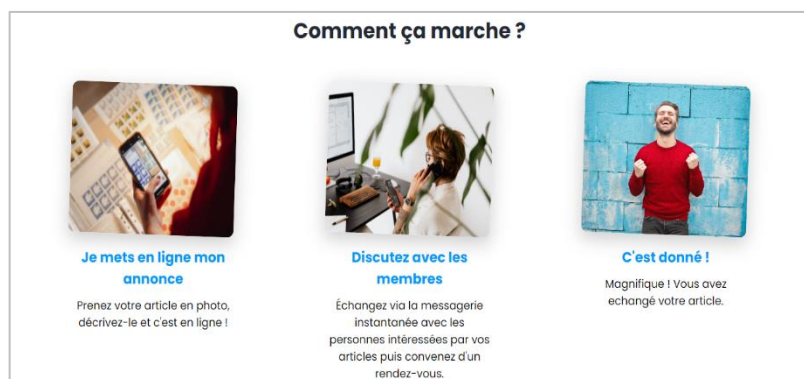 Comment ça marche ?
Je mets en ligne mon
annonce
Prenez votre article en photo,
décrivez-le et c'est en ligne !
Discutez avec les
membres
Échangez via la messagerie
instantanée avec les
personnes intéressées par vos
articles puis convenez d'un
rendez-vous.
C'est donné !
Magnifique ! Vous avez
echangé votre article.